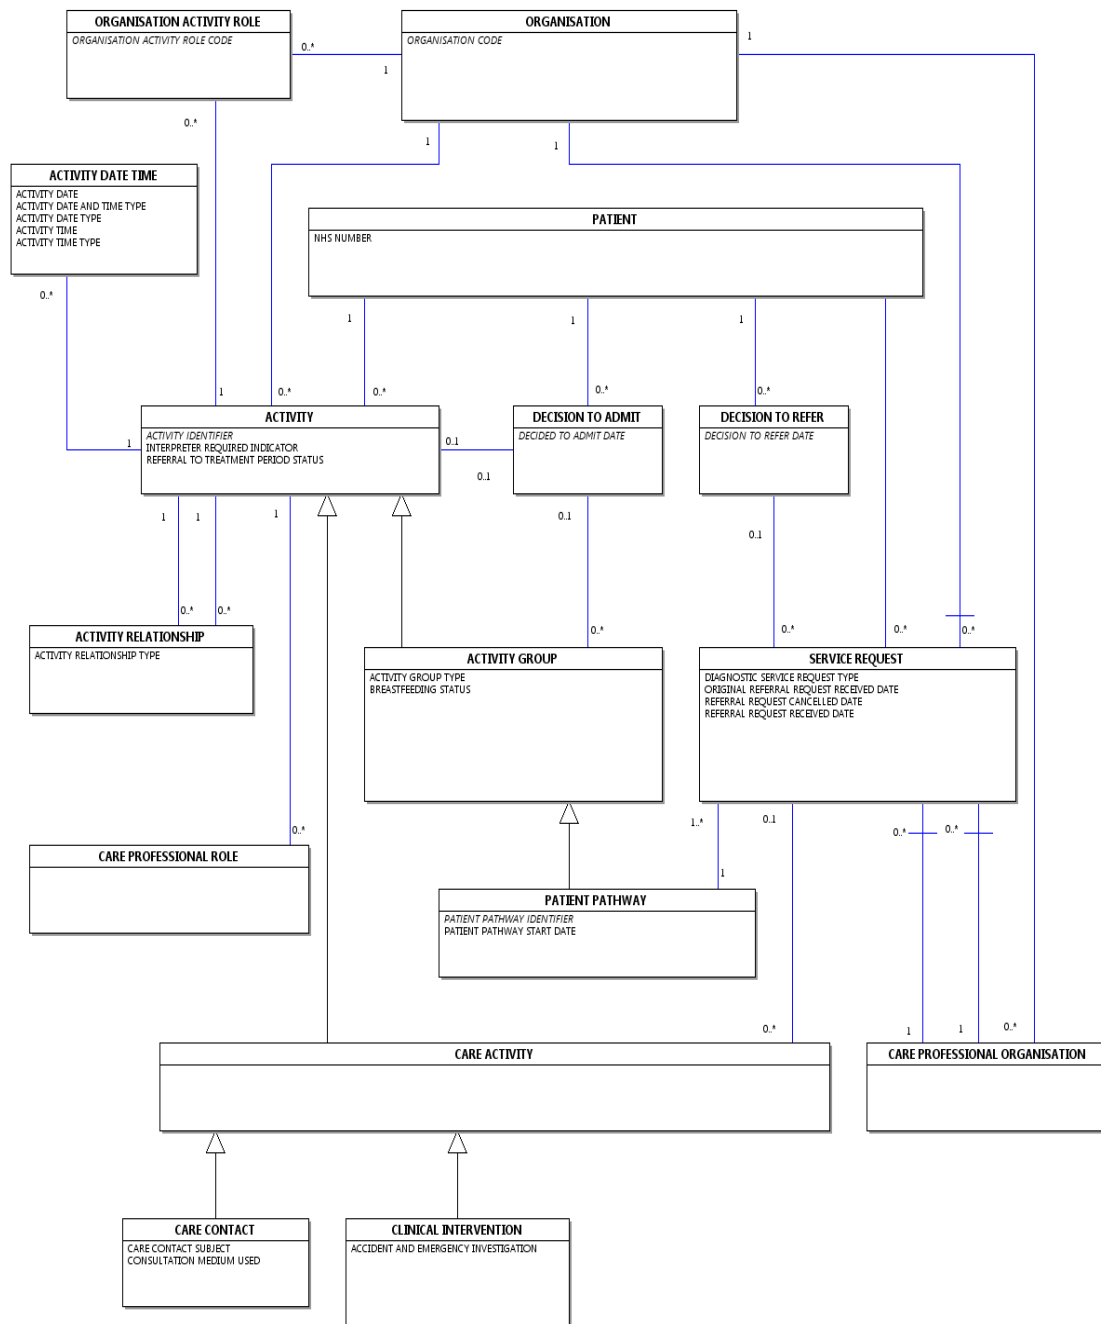 ORGANISATION ACTIVITY ROLE
ORGANISATION ACTIVITY ROLE CODE
0..*
1
ORGANISATION
ORGANISATION CODE
1
0..*
1
1
ACTIVITY DATE TIME
ACTIVITY DATE
ACTIVITY DATE AND TIME TYPE
ACTIVITY DATE TYPE
ACTIVITY TIME
ACTIVITY TIME TYPE
0..*
PATIENT
NHS NUMBER
1
1
1
1
0..*
0..*
0..*
0..*
ACTIVITY
ACTIVITY IDENTIFIER
INTERPRETER REQUIRED INDICATOR
REFERRAL TO TREATMENT PERIOD STATUS
1
0..1
0..1
DECISION TO ADMIT
DECIDED TO ADMIT DATE
DECISION TO REFER
DECISION TO REFER DATE
1
1
1
0..1
0..1
0..*
0..*
0..*
0..*
0..*
0..*
ACTIVITY RELATIONSHIP
ACTIVITY RELATIONSHIP TYPE
ACTIVITY GROUP
ACTIVITY GROUP TYPE
BREASTFEEDING STATUS
SERVICE REQUEST
DIAGNOSTIC SERVICE REQUEST TYPE
ORIGINAL REFERRAL REQUEST RECEIVED DATE
REFERRAL REQUEST CANCELLED DATE
REFERRAL REQUEST RECEIVED DATE
0..*
1..*
0..1
0..*
0..*
CARE PROFESSIONAL ROLE
1
PATIENT PATHWAY
PATIENT PATHWAY IDENTIFIER
PATIENT PATHWAY START DATE
0..*
1
1
0..*
CARE ACTIVITY
CARE PROFESSIONAL ORGANISATION
CARE CONTACT
CARE CONTACT SUBJECT
CONSULTATION MEDIUM USED
CLINICAL INTERVENTION
ACCIDENT AND EMERGENCY INVESTIGATION